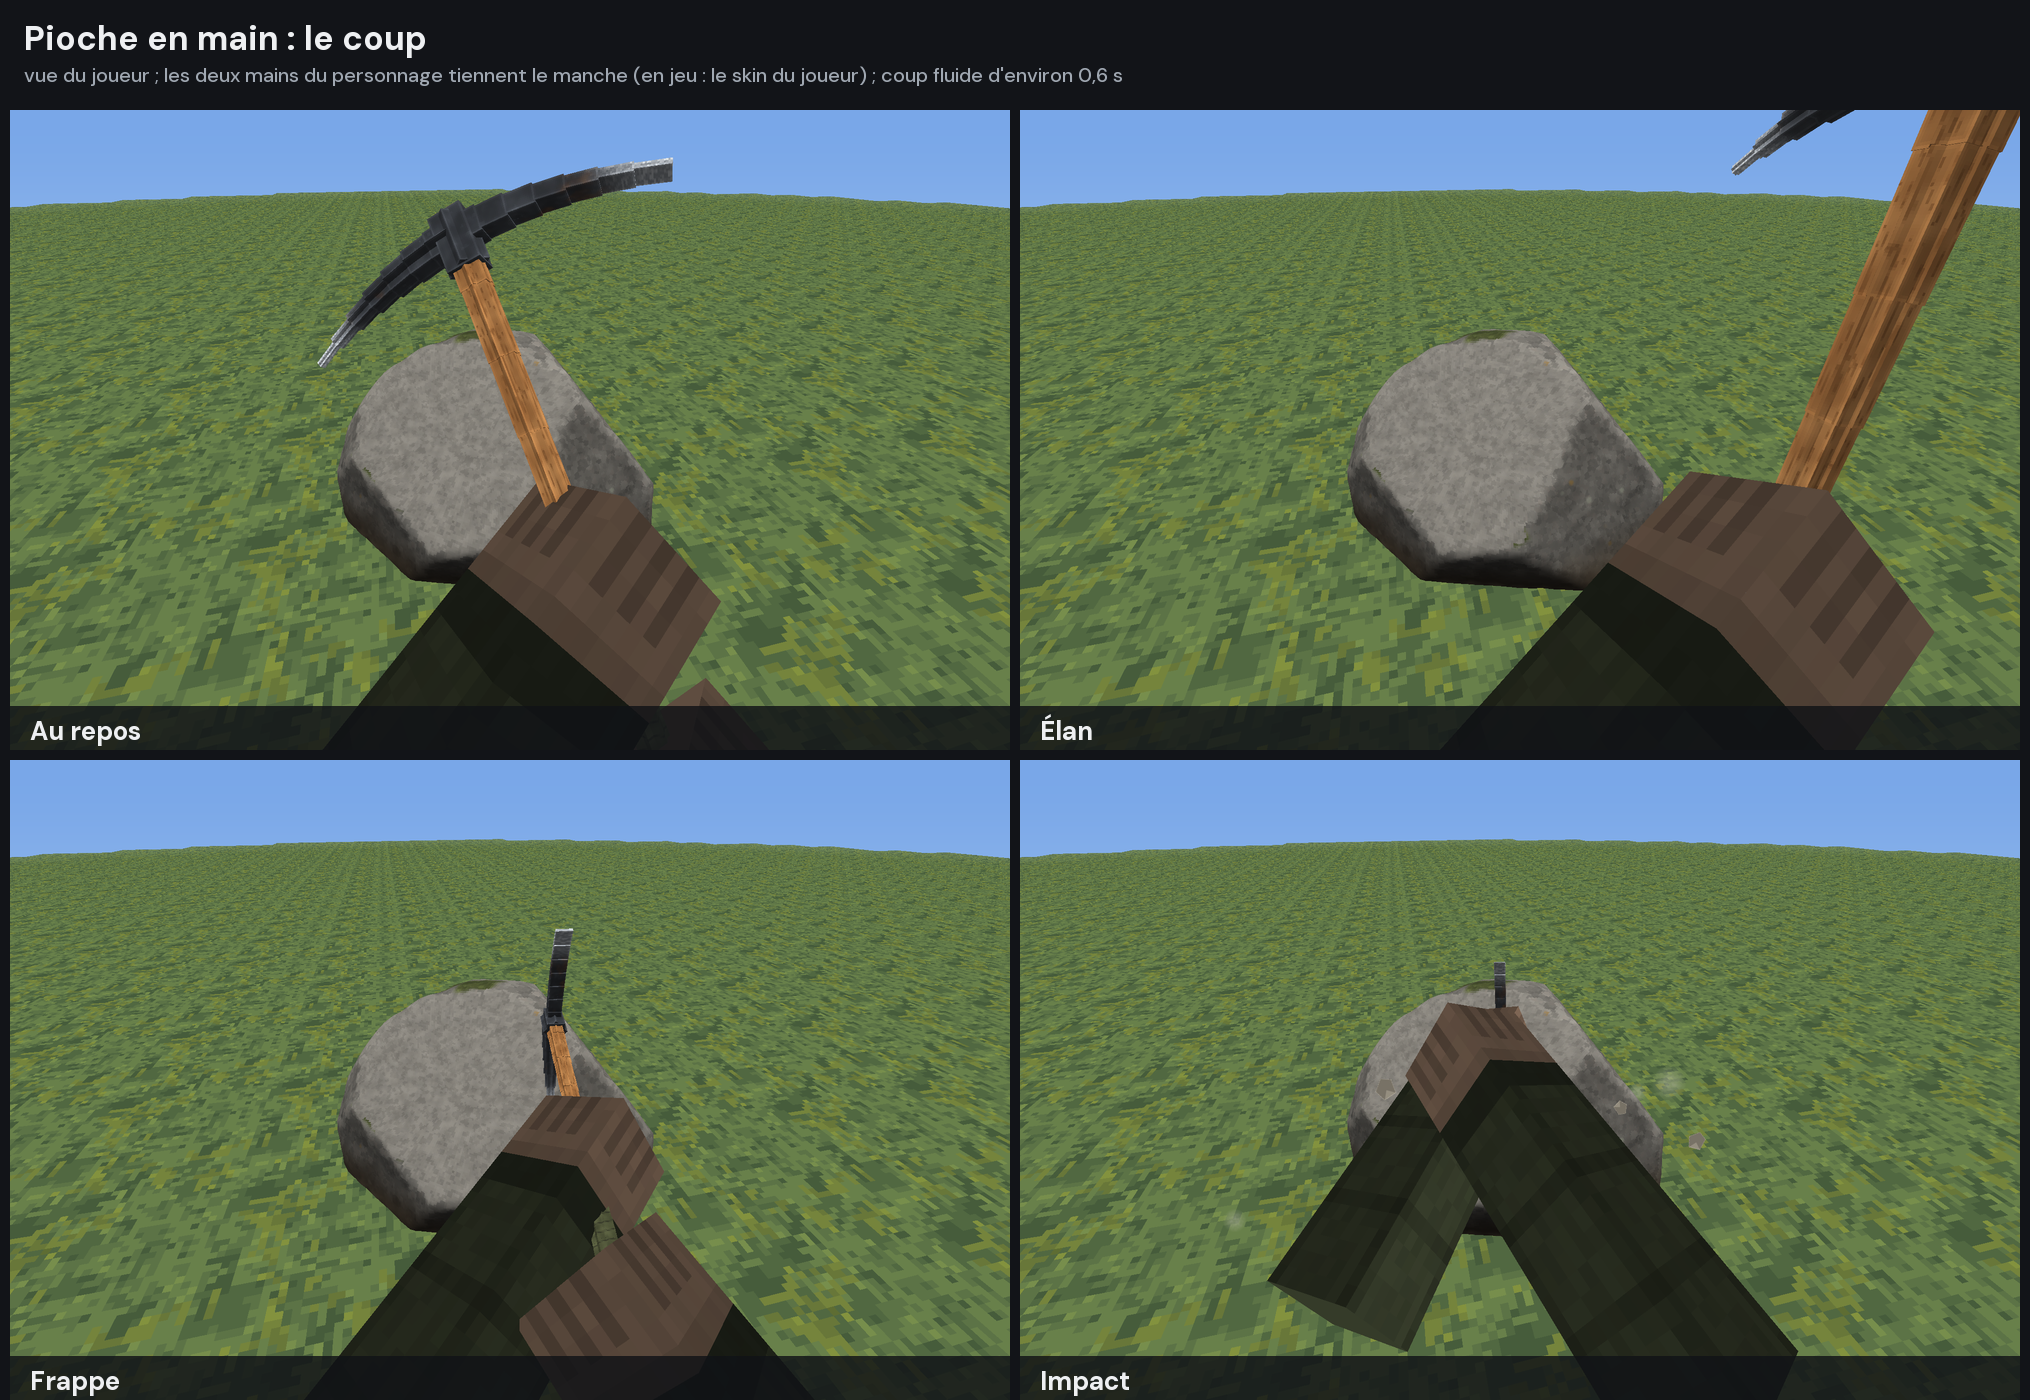 Pioche en main : le coup
vue du joueur ; les deux mains du personnage tiennent le manche (en jeu : le skin du joueur) ; coup fluide d'environ 0,6 s
Au repos
Élan
Frappe
Impact